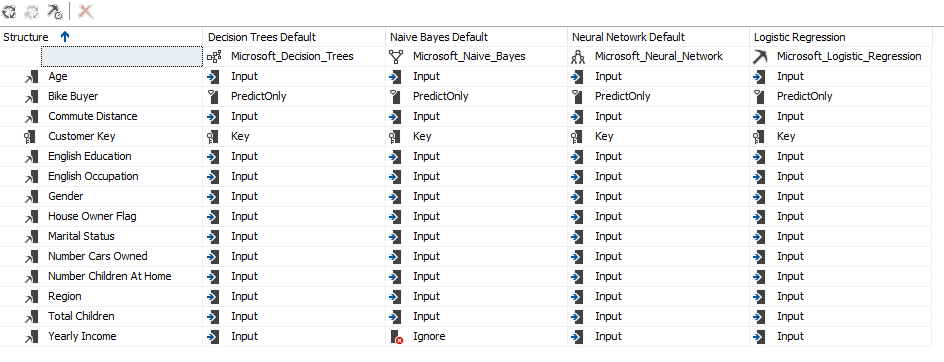 Structure Decision Trees Default Naive Bayes Default Neural Netowrk Default Logistic Regression
Microsoft_Decision_Trees Microsoft_Naive_Bayes Microsoft_Neural_Network Microsoft_Logistic_Regression
Age Input Input Input Input
Bike Buyer PredictOnly PredictOnly PredictOnly PredictOnly
Commute Distance Input Input Input Input
Customer Key Key Key Key Key
English Education Input Input Input Input
English Occupation Input Input Input Input
Gender Input Input Input Input
House Owner Flag Input Input Input Input
Marital Status Input Input Input Input
Number Cars Owned Input Input Input Input
Number Children At Home Input Input Input Input
Region Input Input Input Input
Total Children Input Input Input Input
Yearly Income Input Ignore Input Input